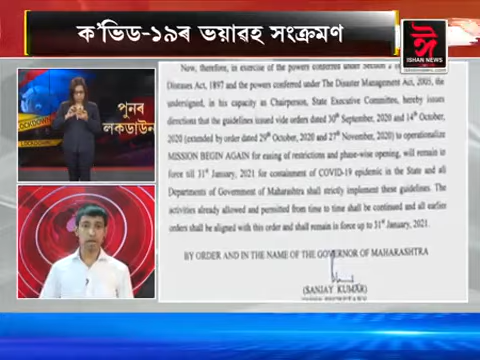 ক'ভিড-১৯ৰ ভয়াৱহ সংক্ৰমণ
ঈ
ISHAN NEWS
LOCKDOWN
পুনৰ
লকডাউন
Now, therefore, in exercise of the powers conferred under Section 2
Diseases Act, 1897 and the powers conferred under The Disaster Management Act, 2005, the
undersigned, in his capacity as Chairperson, State Executive Committee, hereby issues
directions that the guidelines issued vide orders dated 30th September, 2020 and 14th October,
2020 (extended by order dated 29th October, 2020 and 27th November, 2020) to operationalize
MISSION BEGIN AGAIN for easing of restrictions and phase-wise opening, will remain in
force till 31st January, 2021 for containment of COVID-19 epidemic in the State and all
Departments of Government of Maharashtra shall strictly implement these guidelines. The
activities already allowed and permitted from time to time shall be continued and all earlier
orders shall be aligned with this order and shall remain in force up to 31st January, 2021.
BY ORDER AND IN THE NAME OF THE GOVERNOR OF MAHARASHTRA
(SANJAY KUMAR)